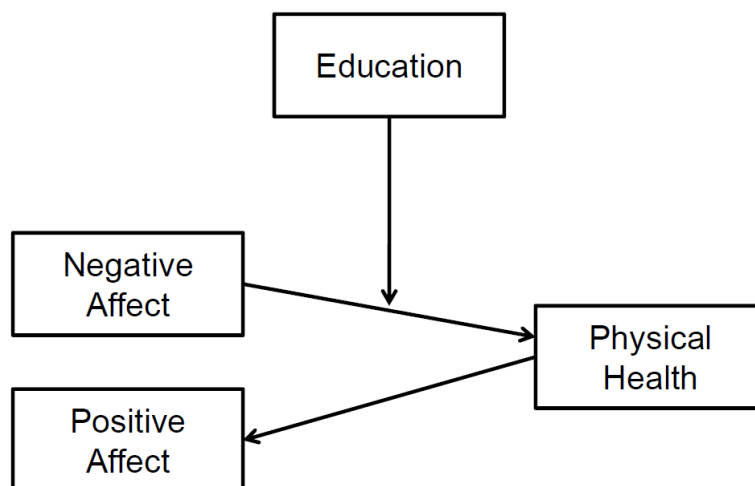 Education
Negative
Affect
Physical
Health
Positive
Affect